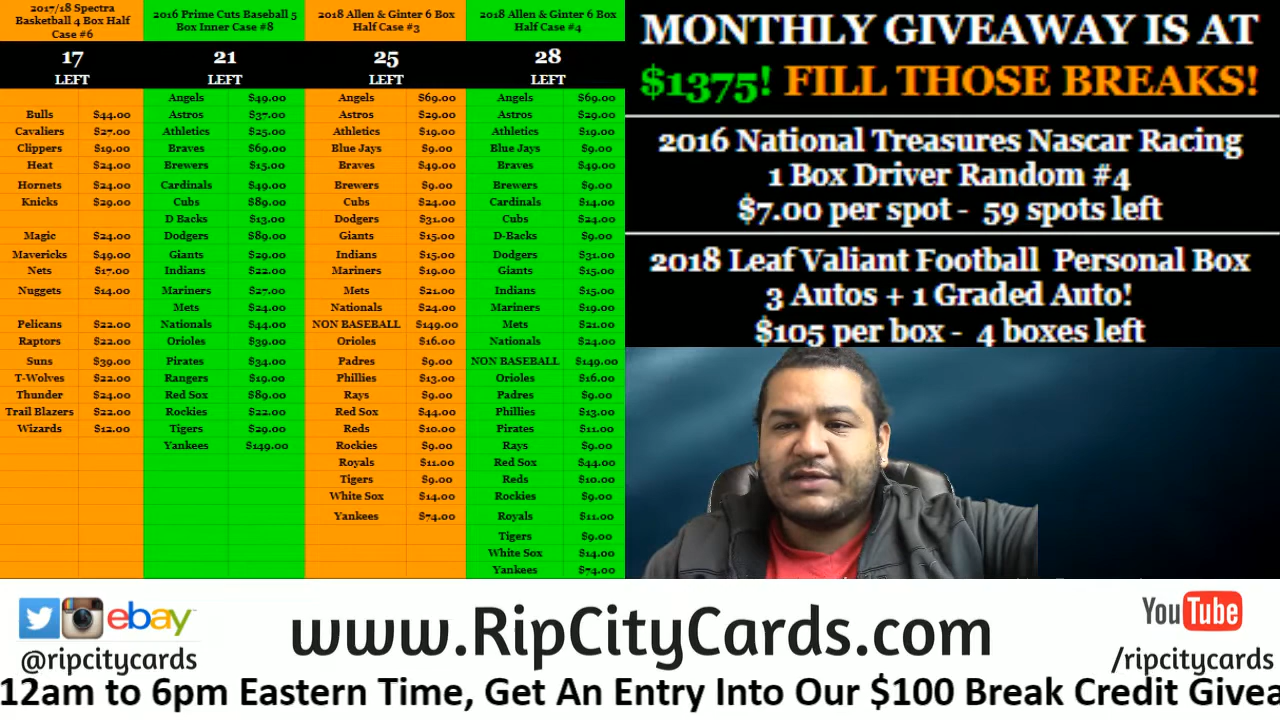 2017/18 Spectra
Basketball 4 Box Half
Case #6
17
LEFT
Bulls $44.00
Cavaliers $27.00
Clippers $19.00
Heat $24.00
Hornets $24.00
Knicks $29.00
Magic $24.00
Mavericks $49.00
Nets $17.00
Nuggets $14.00
Pelicans $22.00
Raptors $22.00
Suns $39.00
T-Wolves $22.00
Thunder $24.00
Trail Blazers $22.00
Wizards $12.00
2016 Prime Cuts Baseball 5
Box Inner Case #8
21
LEFT
Angels $49.00
Astros $37.00
Athletics $25.00
Braves $69.00
Brewers $15.00
Cardinals $49.00
Cubs $89.00
D Backs $13.00
Dodgers $89.00
Giants $29.00
Indians $22.00
Mariners $27.00
Mets $24.00
Nationals $44.00
Orioles $39.00
Pirates $34.00
Rangers $19.00
Red Sox $89.00
Rockies $22.00
Tigers $29.00
Yankees $149.00
2018 Allen & Ginter 6 Box
Half Case #3
25
LEFT
Angels $69.00
Astros $29.00
Athletics $19.00
Blue Jays $9.00
Braves $49.00
Brewers $9.00
Cubs $24.00
Dodgers $31.00
Giants $15.00
Indians $15.00
Mariners $19.00
Mets $21.00
Nationals $24.00
NON BASEBALL $149.00
Orioles $16.00
Padres $9.00
Phillies $13.00
Rays $9.00
Red Sox $44.00
Reds $10.00
Rockies $9.00
Royals $11.00
Tigers $9.00
White Sox $14.00
Yankees $74.00
2018 Allen & Ginter 6 Box
Half Case #4
28
LEFT
Angels $69.00
Astros $29.00
Athletics $19.00
Blue Jays $9.00
Braves $49.00
Brewers $9.00
Cardinals $14.00
Cubs $24.00
D-Backs $9.00
Dodgers $31.00
Giants $15.00
Indians $15.00
Mariners $19.00
Mets $21.00
Nationals $24.00
NON BASEBALL $149.00
Orioles $16.00
Padres $9.00
Phillies $13.00
Pirates $11.00
Rays $9.00
Red Sox $44.00
Reds $10.00
Rockies $9.00
Royals $11.00
Tigers $9.00
White Sox $14.00
Yankees $74.00
MONTHLY GIVEAWAY IS AT
$1375! FILL THOSE BREAKS!
2016 National Treasures Nascar Racing
1 Box Driver Random #4
$7.00 per spot - 59 spots left
2018 Leaf Valiant Football Personal Box
3 Autos + 1 Graded Auto!
$105 per box - 4 boxes left
ebay
@ripcitycards
www.RipCityCards.com
YouTube
/ripcitycards
12am to 6pm Eastern Time, Get An Entry Into Our $100 Break Credit Givea